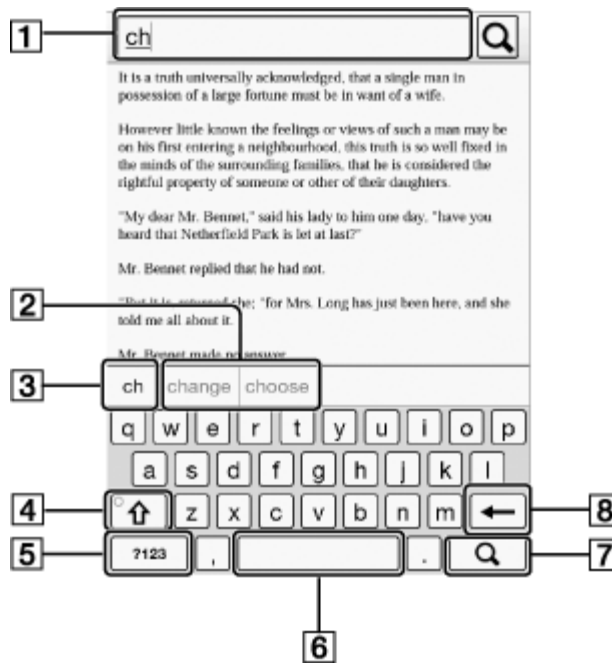 1
ch
It is a truth universally acknowledged, that a single man in
possession of a large fortune must be in want of a wife.
However little known the feelings or views of such a man may be
on his first entering a neighbourhood, this truth is so well fixed in
the minds of the surrounding families, that he is considered the
rightful property of someone or other of their daughters.
"My dear Mr. Bennet," said his lady to him one day, "have you
heard that Netherfield Park is let at last?"
Mr. Bennet replied that he had not.
2
"But it is, returned she; "for Mrs. Long has just been here, and she
told me all about it.
Mr. Bennet made no answer.
3
ch change choose
q w e r t y u i o p
a s d f g h j k l
4
z x c v b n m
8
5
?123 , .
7
6